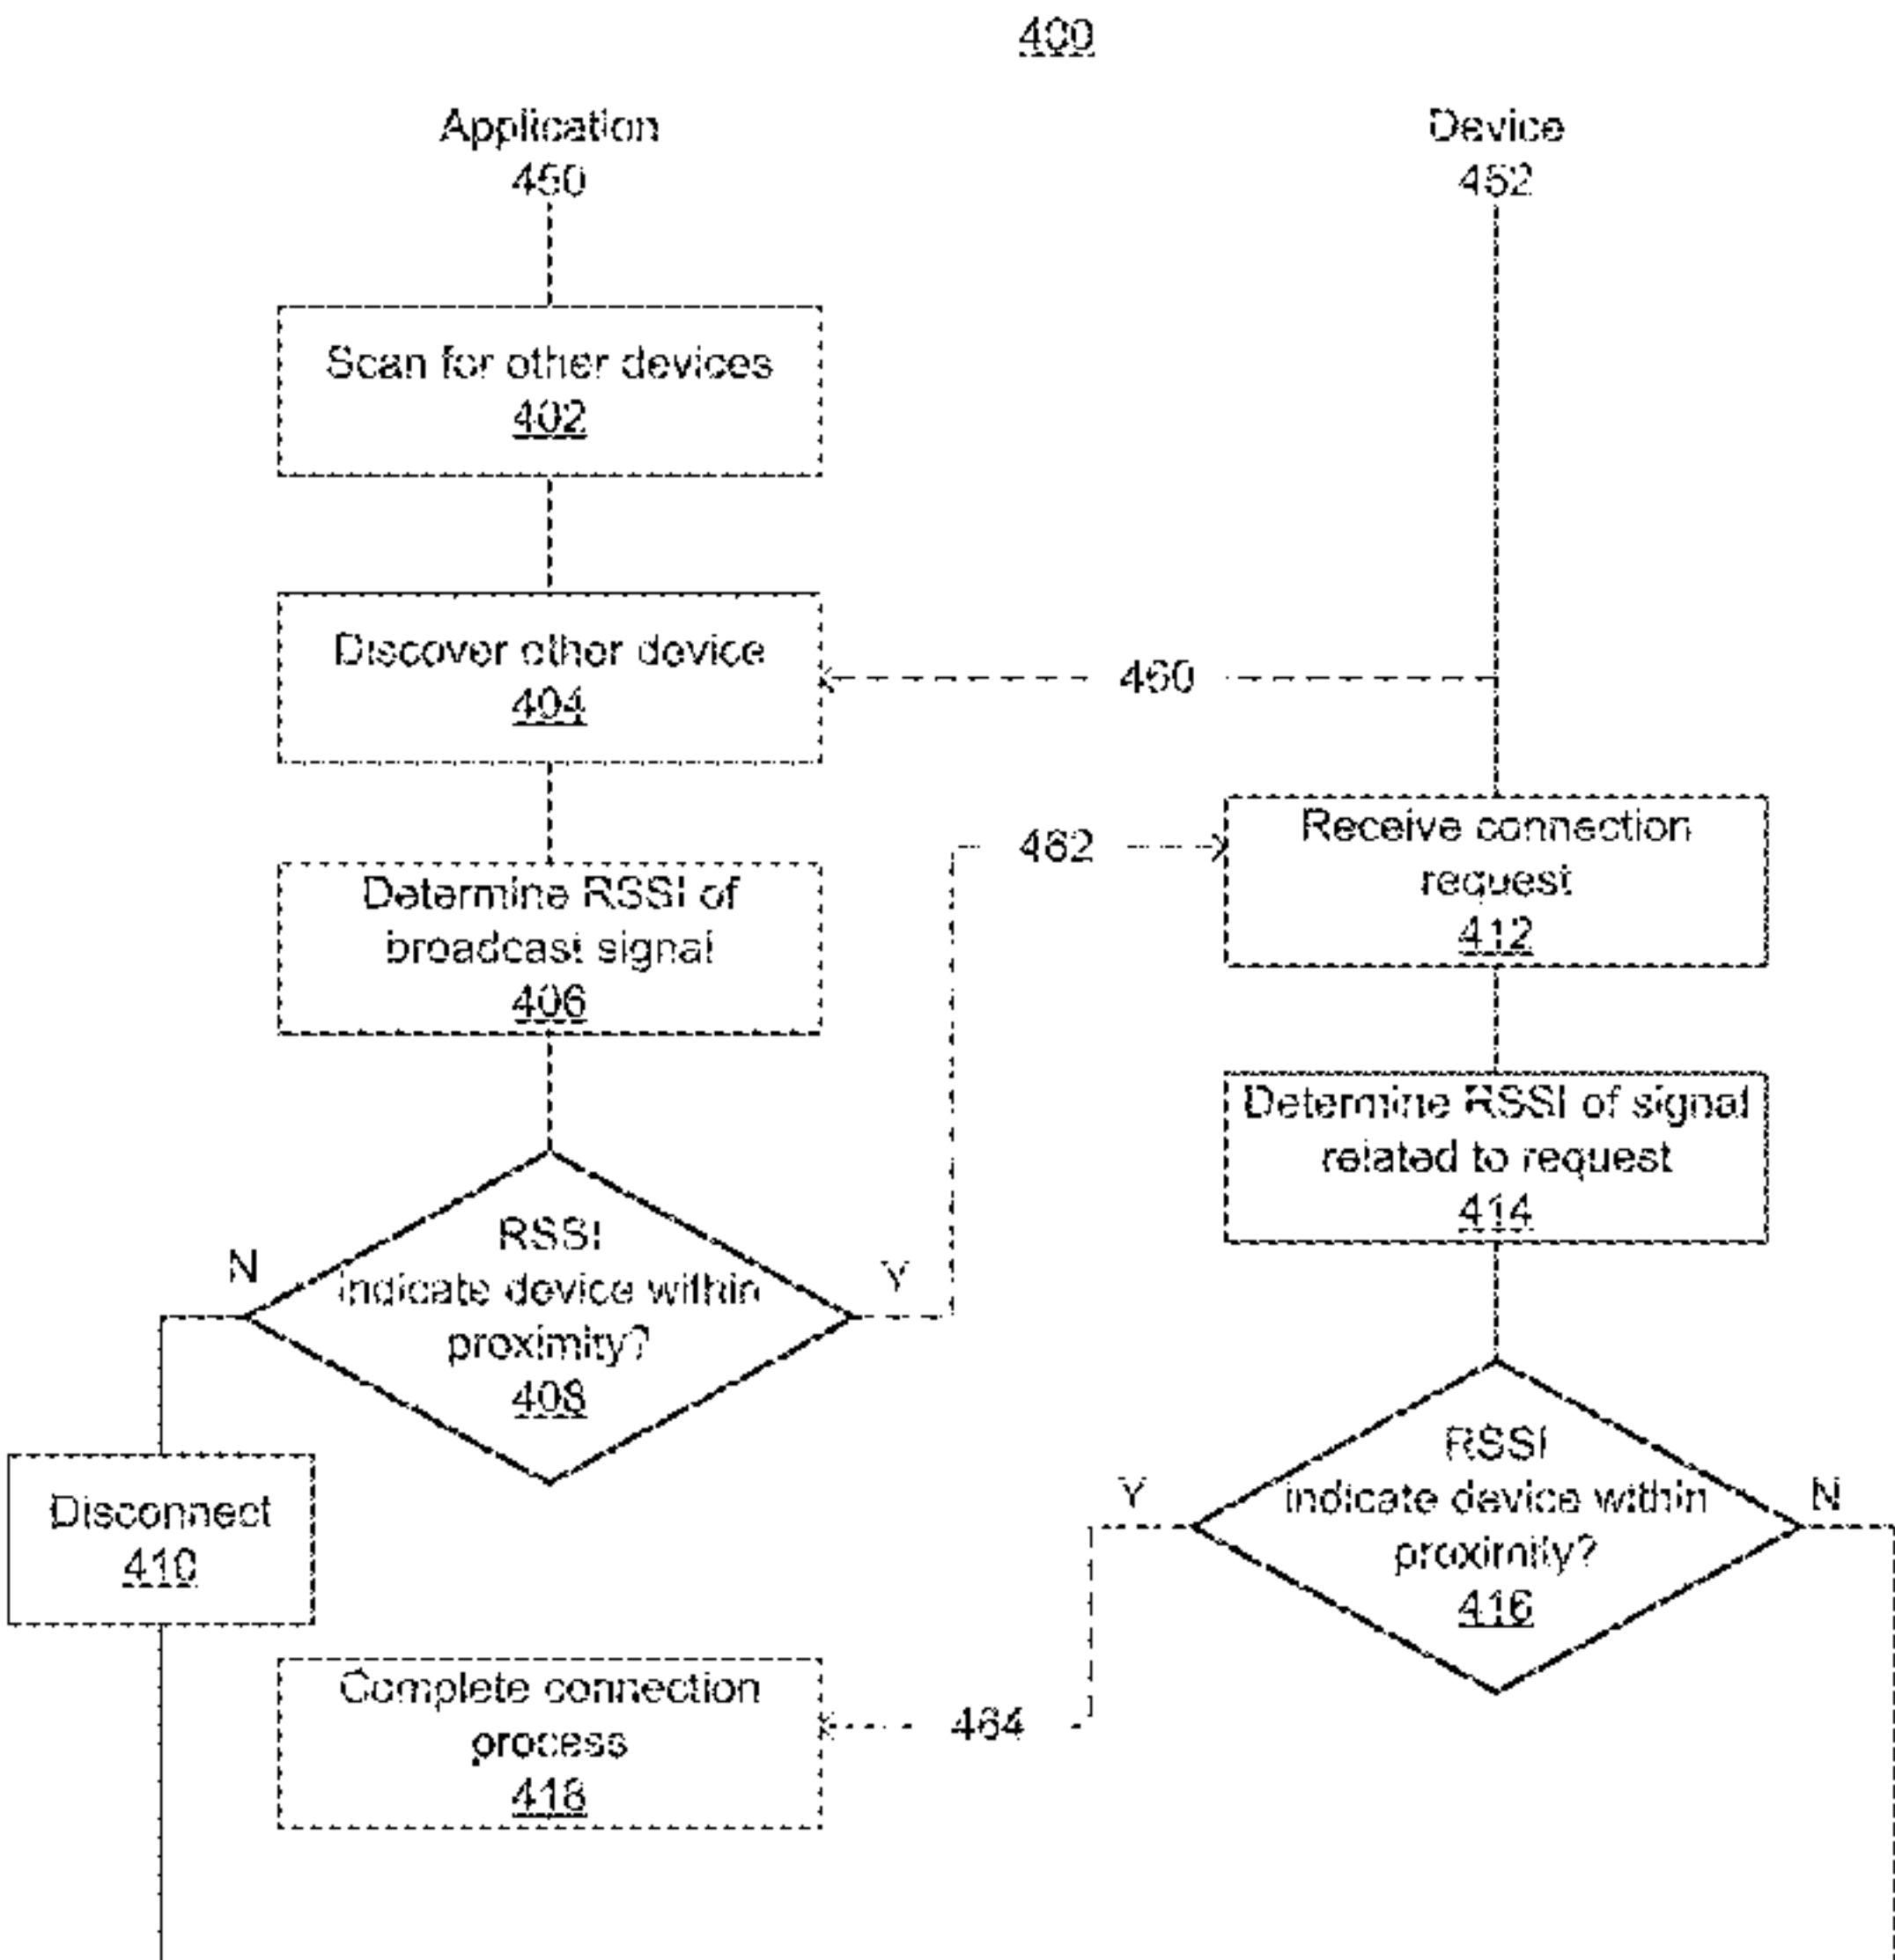 400
Application
450
Device
452
Scan for other devices
402
Discover other device
404
460
Receive connection
request
412
462
Determine RSSI of
broadcast signal
406
Determine RSSI of signal
related to request
414
N
RSSI
indicate device within
proximity?
408
Y
Disconnect
410
Y
RSSI
indicate device within
proximity?
416
N
Complete connection
process
418
464